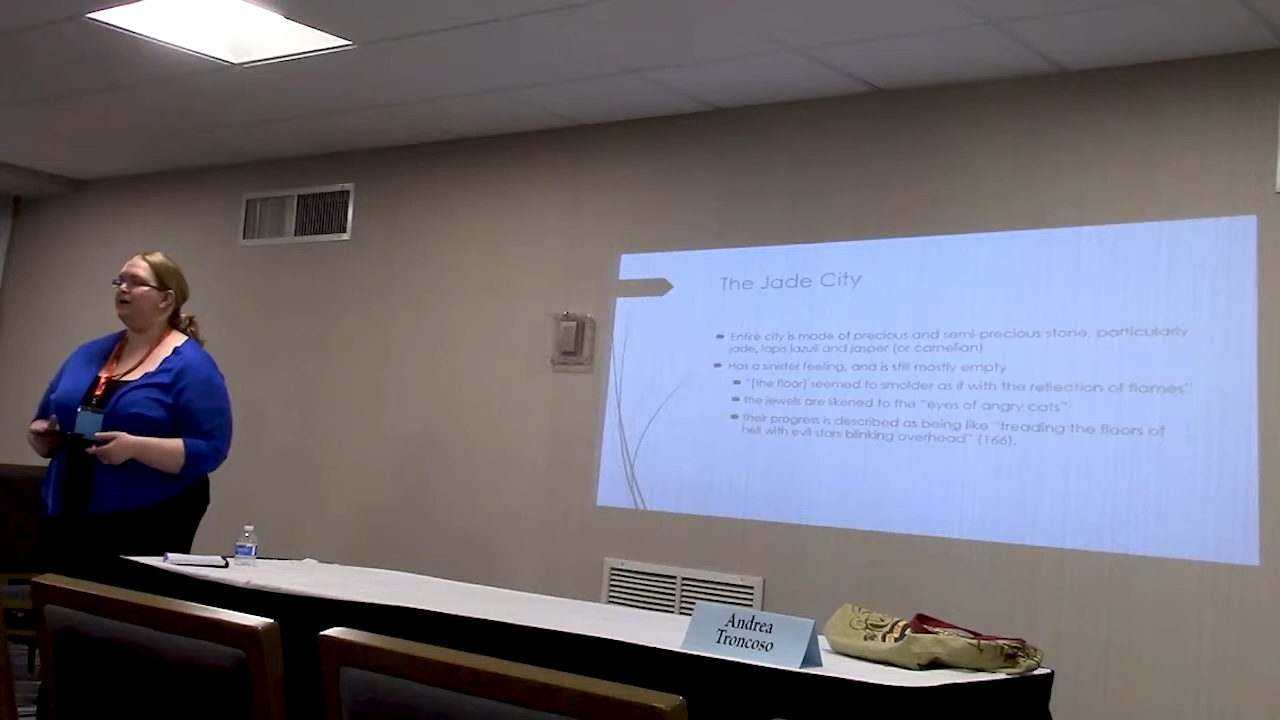 The Jade City
Entire city is made of precious and semi-precious stone, particularly
jade, lapis lazuli and jasper (or carnelian)
Has a sinister feeling, and is still mostly empty
"[the floor] seemed to smolder as if with the reflection of flames"
the jewels are likened to the "eyes of angry cats"
Their progress is described as being like "treading the floors of
hell with evil stars blinking overhead" (166).
Andrea
Troncoso